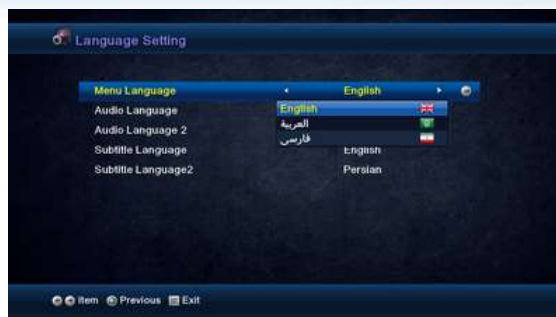 Language Setting
Menu Language English
Audio Language English
Audio Language 2 العربية
فارسی
Subtitle Language English
Subtitle Language2 Persian
Item Previous Exit